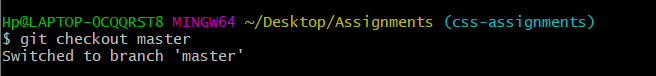 Hp@LAPTOP-0CQQRST8 MINGW64 ~/Desktop/Assignments (css-assignments)
$ git checkout master
Switched to branch 'master'